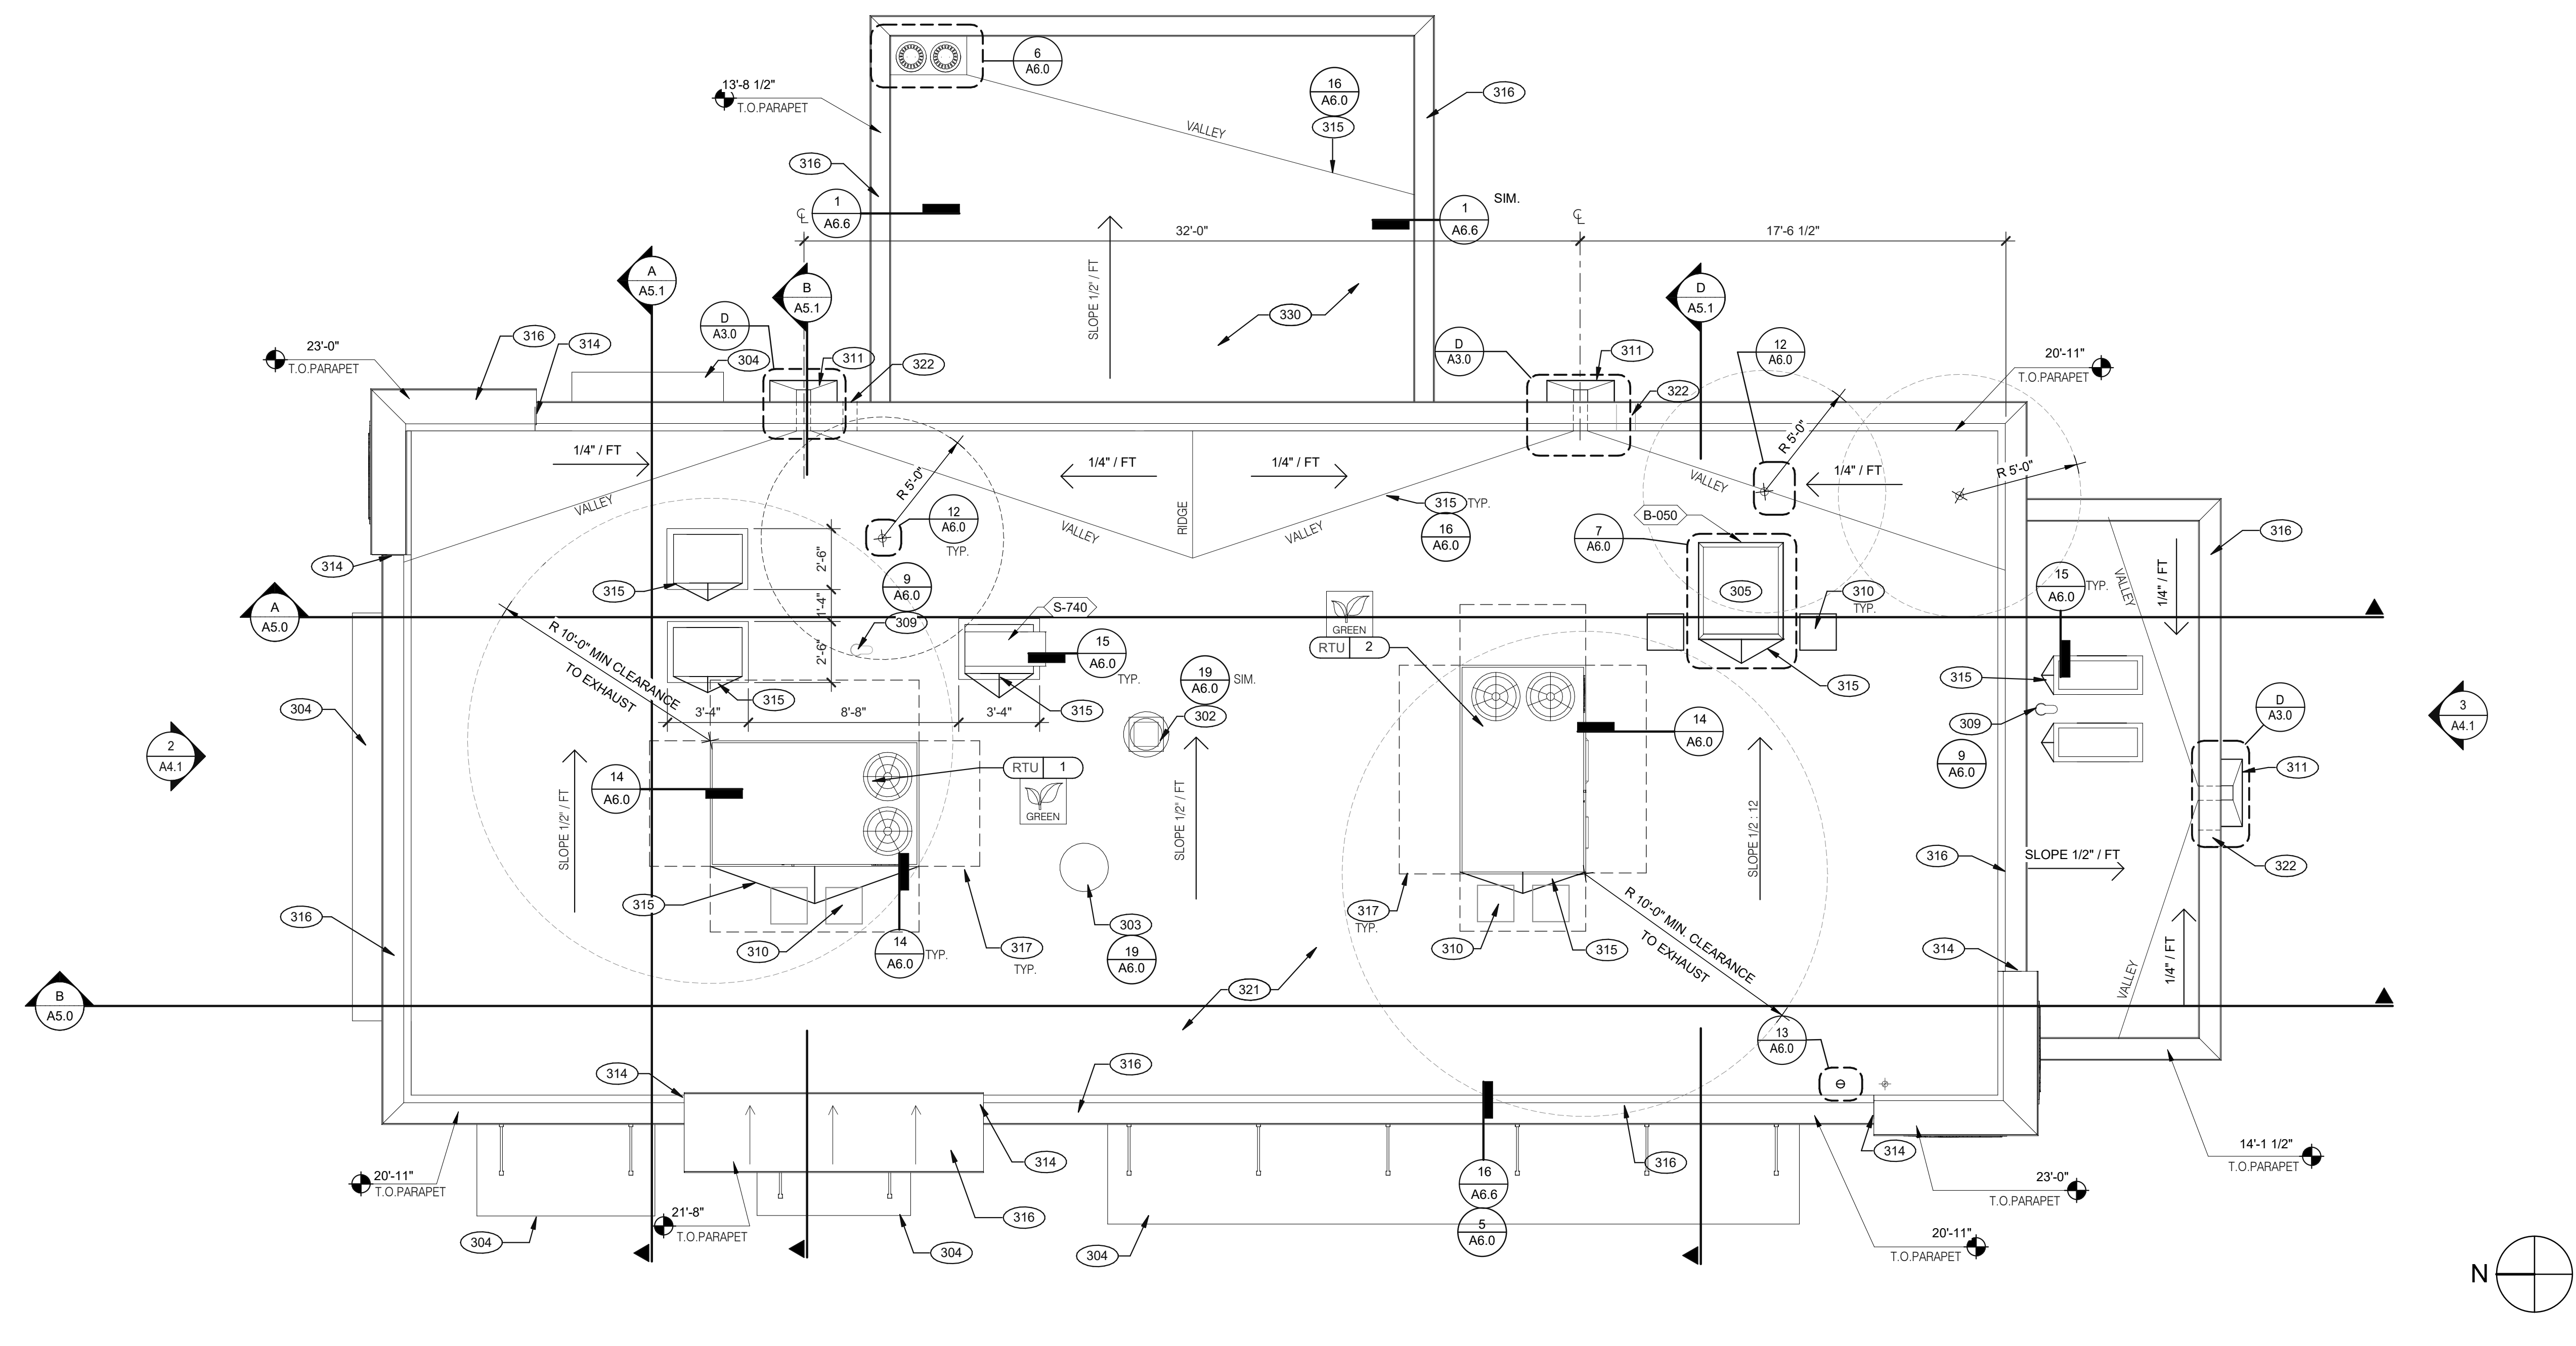 6
A6.0
13'-8 1/2"
T.O.PARAPET
16
A6.0
315
316
VALLEY
316
1
A6.6
1
A6.6
SIM.
℄
℄
32'-0"
17'-6 1/2"
SLOPE 1/2" / FT
A
A5.1
B
A5.1
D
A5.1
330
D
A3.0
D
A3.0
12
A6.0
23'-0"
T.O.PARAPET
316
314
304
311
322
311
322
20'-11"
T.O.PARAPET
R 5'-0"
R 5'-0"
R 5'-0"
1/4" / FT
1/4" / FT
1/4" / FT
1/4" / FT
VALLEY
VALLEY
RIDGE
VALLEY
VALLEY
315
TYP.
16
A6.0
12
A6.0
TYP.
B-050
7
A6.0
305
310
TYP.
316
15
A6.0
TYP.
VALLEY
1/4" / FT
314
315
2'-6"
1'-4"
2'-6"
9
A6.0
309
S-740
15
A6.0
TYP.
A
A5.0
R 10'-0" MIN CLEARANCE
TO EXHAUST
GREEN
RTU 2
19
A6.0
SIM.
302
315
315
315
3'-4"
8'-8"
3'-4"
304
2
A4.1
14
A6.0
RTU 1
GREEN
14
A6.0
315
309
9
A6.0
D
A3.0
3
A4.1
311
SLOPE 1/2" / FT
SLOPE 1/2" / FT
SLOPE 1/2 : 12
SLOPE 1/2" / FT
316
322
315
316
310
14
A6.0
TYP.
317
TYP.
303
19
A6.0
317
TYP.
310
315
R 10'-0" MIN. CLEARANCE
TO EXHAUST
314
VALLEY
1/4" / FT
321
B
A5.0
13
A6.0
314
316
314
316
314
20'-11"
T.O.PARAPET
16
A6.6
5
A6.0
14'-1 1/2"
T.O.PARAPET
23'-0"
T.O.PARAPET
21'-8"
T.O.PARAPET
316
304
304
304
20'-11"
T.O.PARAPET
N